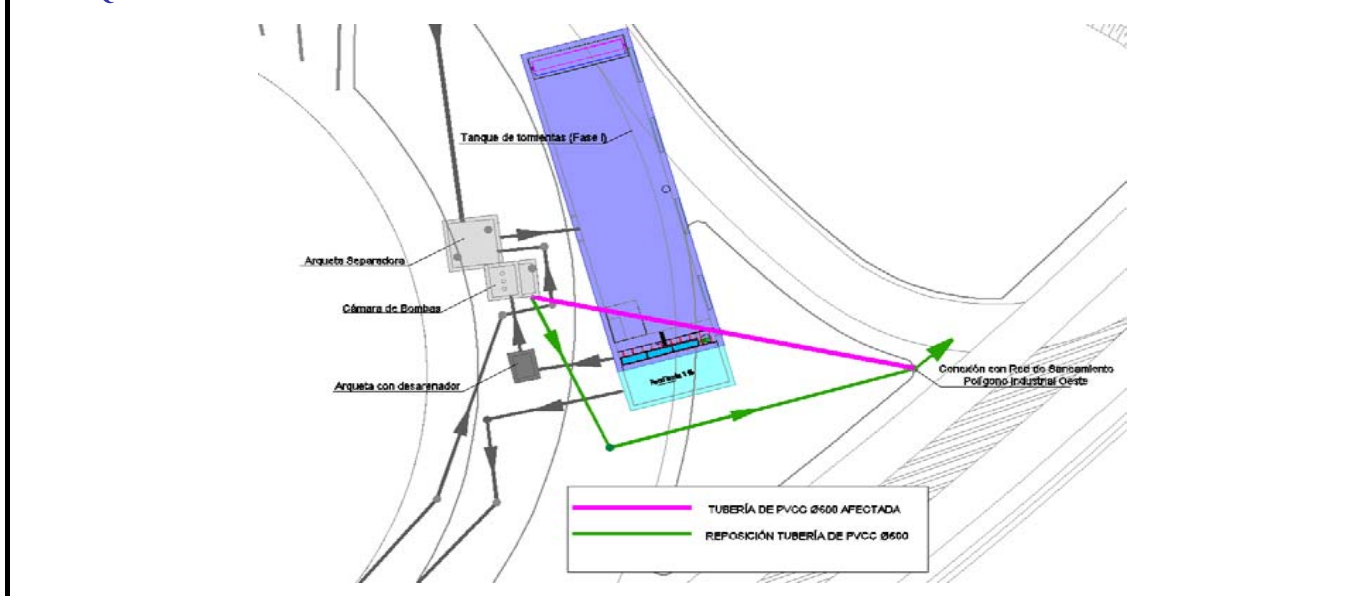 Tanque de tormentas (Fase I)
Arqueta Separadora
Cámara de Bombas
Arqueta con desarenador
Conexión con Red de Saneamiento
Polígono Industrial Oeste
TUBERÍA DE PVCC Ø600 AFECTADA
REPOSICIÓN TUBERÍA DE PVCC Ø600